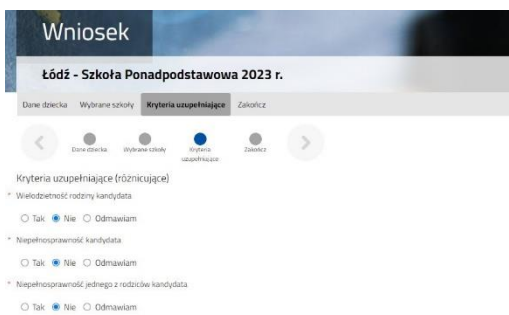 Wniosek
Łódź - Szkoła Ponadpodstawowa 2023 r.
Dane dziecka Wybrane szkoły Kryteria uzupełniające Zakończ
Dane dziecka Wybrane szkoły Kryteria uzupełniające Zakończ
Kryteria uzupełniające (różnicujące)
* Wielodzietność rodziny kandydata
Tak Nie Odmawiam
* Niepełnosprawność kandydata
Tak Nie Odmawiam
* Niepełnosprawność jednego z rodziców kandydata
Tak Nie Odmawiam